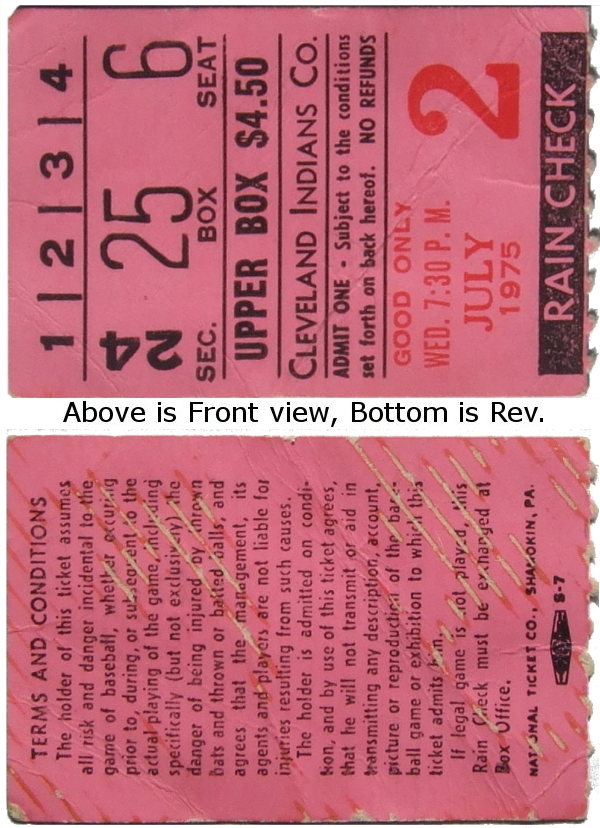 1 | 2 | 3 | 4
24 25 6
SEC. BOX SEAT
UPPER BOX $4.50
CLEVELAND INDIANS CO.
ADMIT ONE - Subject to the conditions
set forth on back hereof. NO REFUNDS
GOOD ONLY
WED. 7:30 P.M.
JULY 2
1975
RAIN CHECK
Above is Front view, Bottom is Rev.
TERMS AND CONDITIONS
The holder of this ticket assumes
all risk and danger incidental to the
game of baseball, whether occuring
prior to, during, or subsequent to the
actual playing of the game, including
specifically (but not exclusively) the
danger of being injured by thrown
bats and thrown or batted balls and
agrees that the management, its
agents and players are not liable for
injuries resulting from such causes.
The holder is admitted on condi-
tion, and by use of this ticket agrees,
that he will not transmit or aid in
transmitting any description, account,
picture or reproduction of the base-
ball game or exhibition to which this
ticket admits him.
If legal game is not played, this
Rain Check must be exchanged at
Box Office.
NATIONAL TICKET CO. SHAMOKIN, PA.
S-7